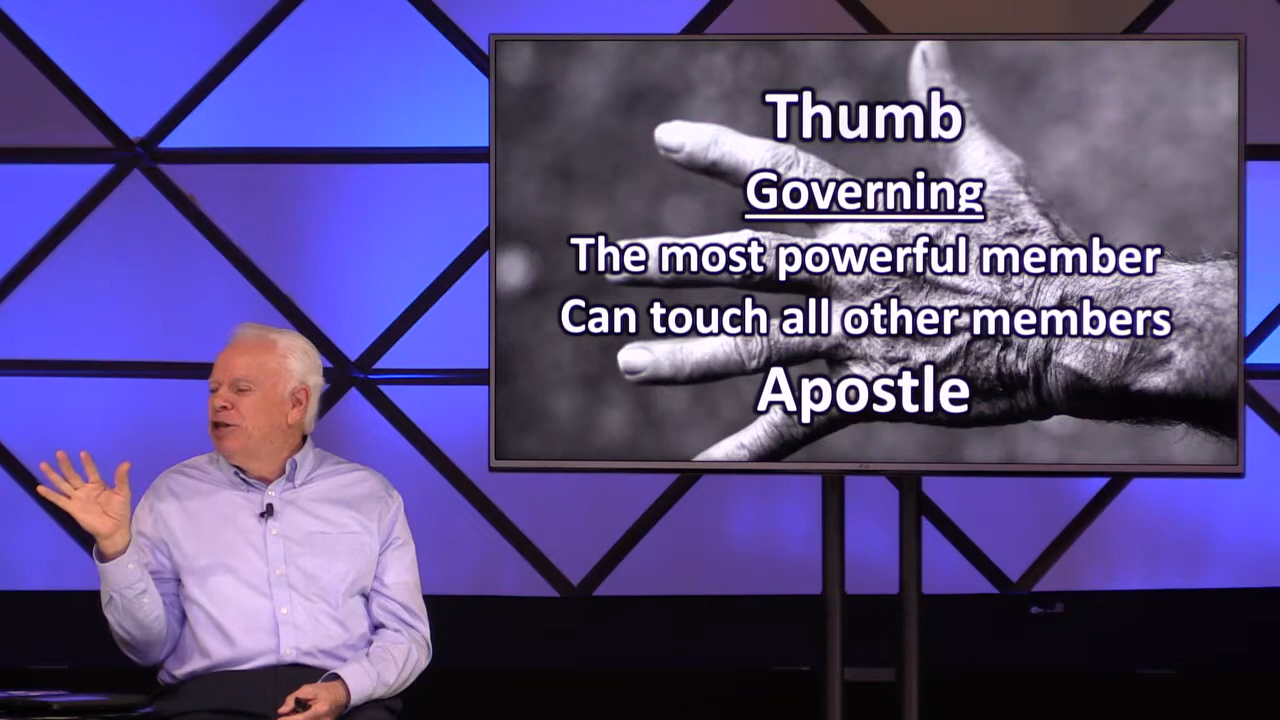 Thumb
Governing
The most powerful member
Can touch all other members
Apostle